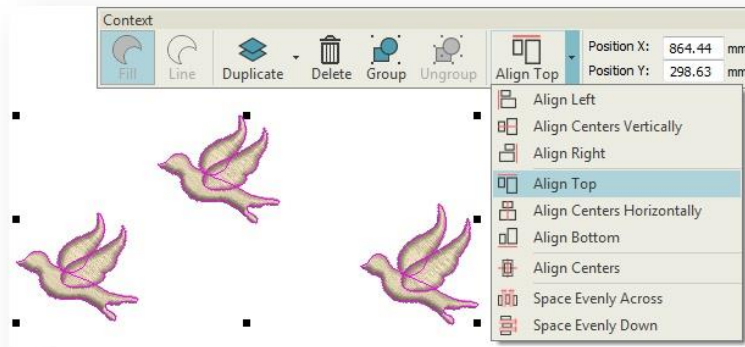 Context
Fill
Line
Duplicate
Delete
Group
Ungroup
Align Top
Position X: 864.44 mm
Position Y: 298.63 mm
Align Left
Align Centers Vertically
Align Right
Align Top
Align Centers Horizontally
Align Bottom
Align Centers
Space Evenly Across
Space Evenly Down